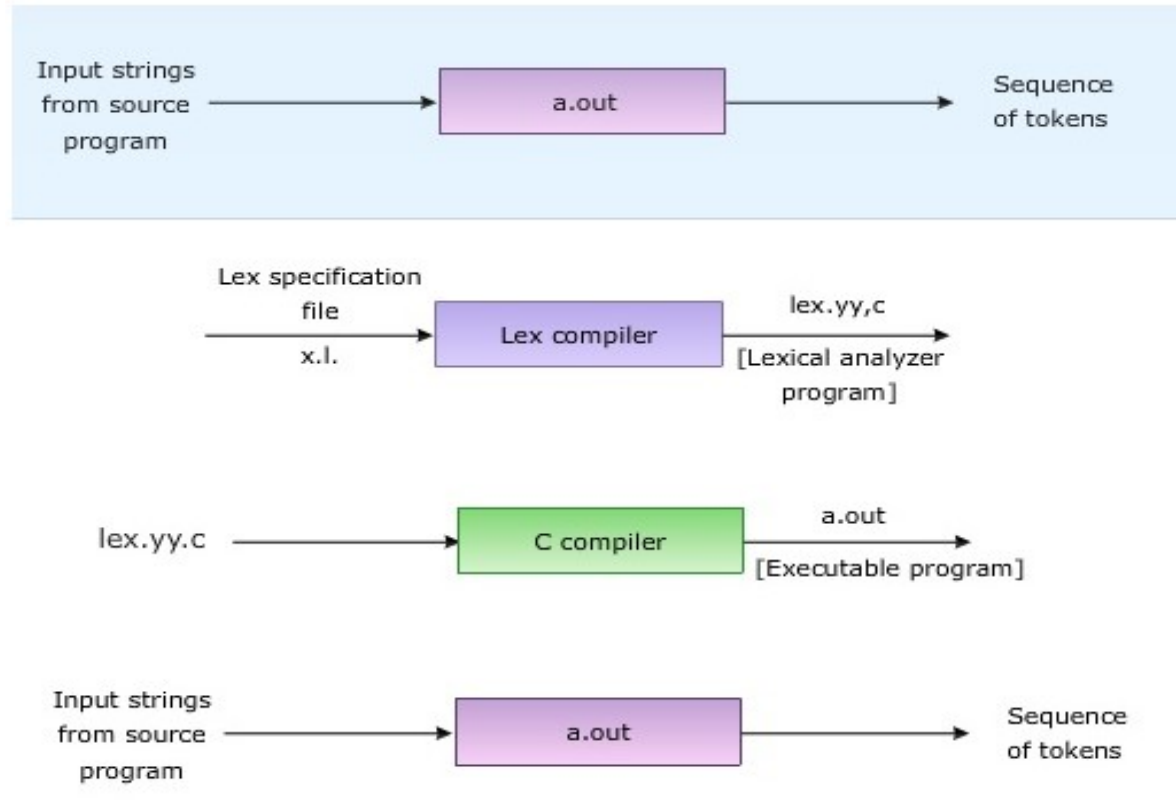 Input strings
from source
program
a.out
Sequence
of tokens
Lex specification
file
x.l.
Lex compiler
lex.yy,c
[Lexical analyzer
program]
lex.yy.c
C compiler
a.out
[Executable program]
Input strings
from source
program
a.out
Sequence
of tokens